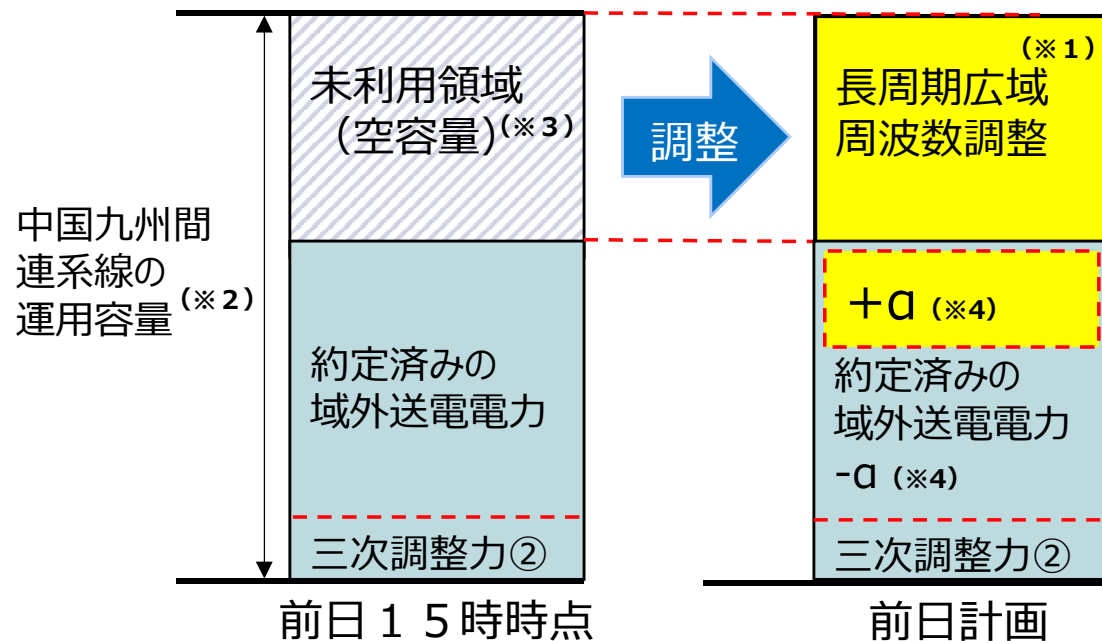 中国九州間
連系線の
運用容量(※2)
未利用領域
(空容量)(※3)
約定済みの
域外送電電力
三次調整力②
前日15時時点
調整
(※1)
長周期広域
周波数調整
+α (※4)
約定済みの
域外送電電力
-α (※4)
三次調整力②
前日計画